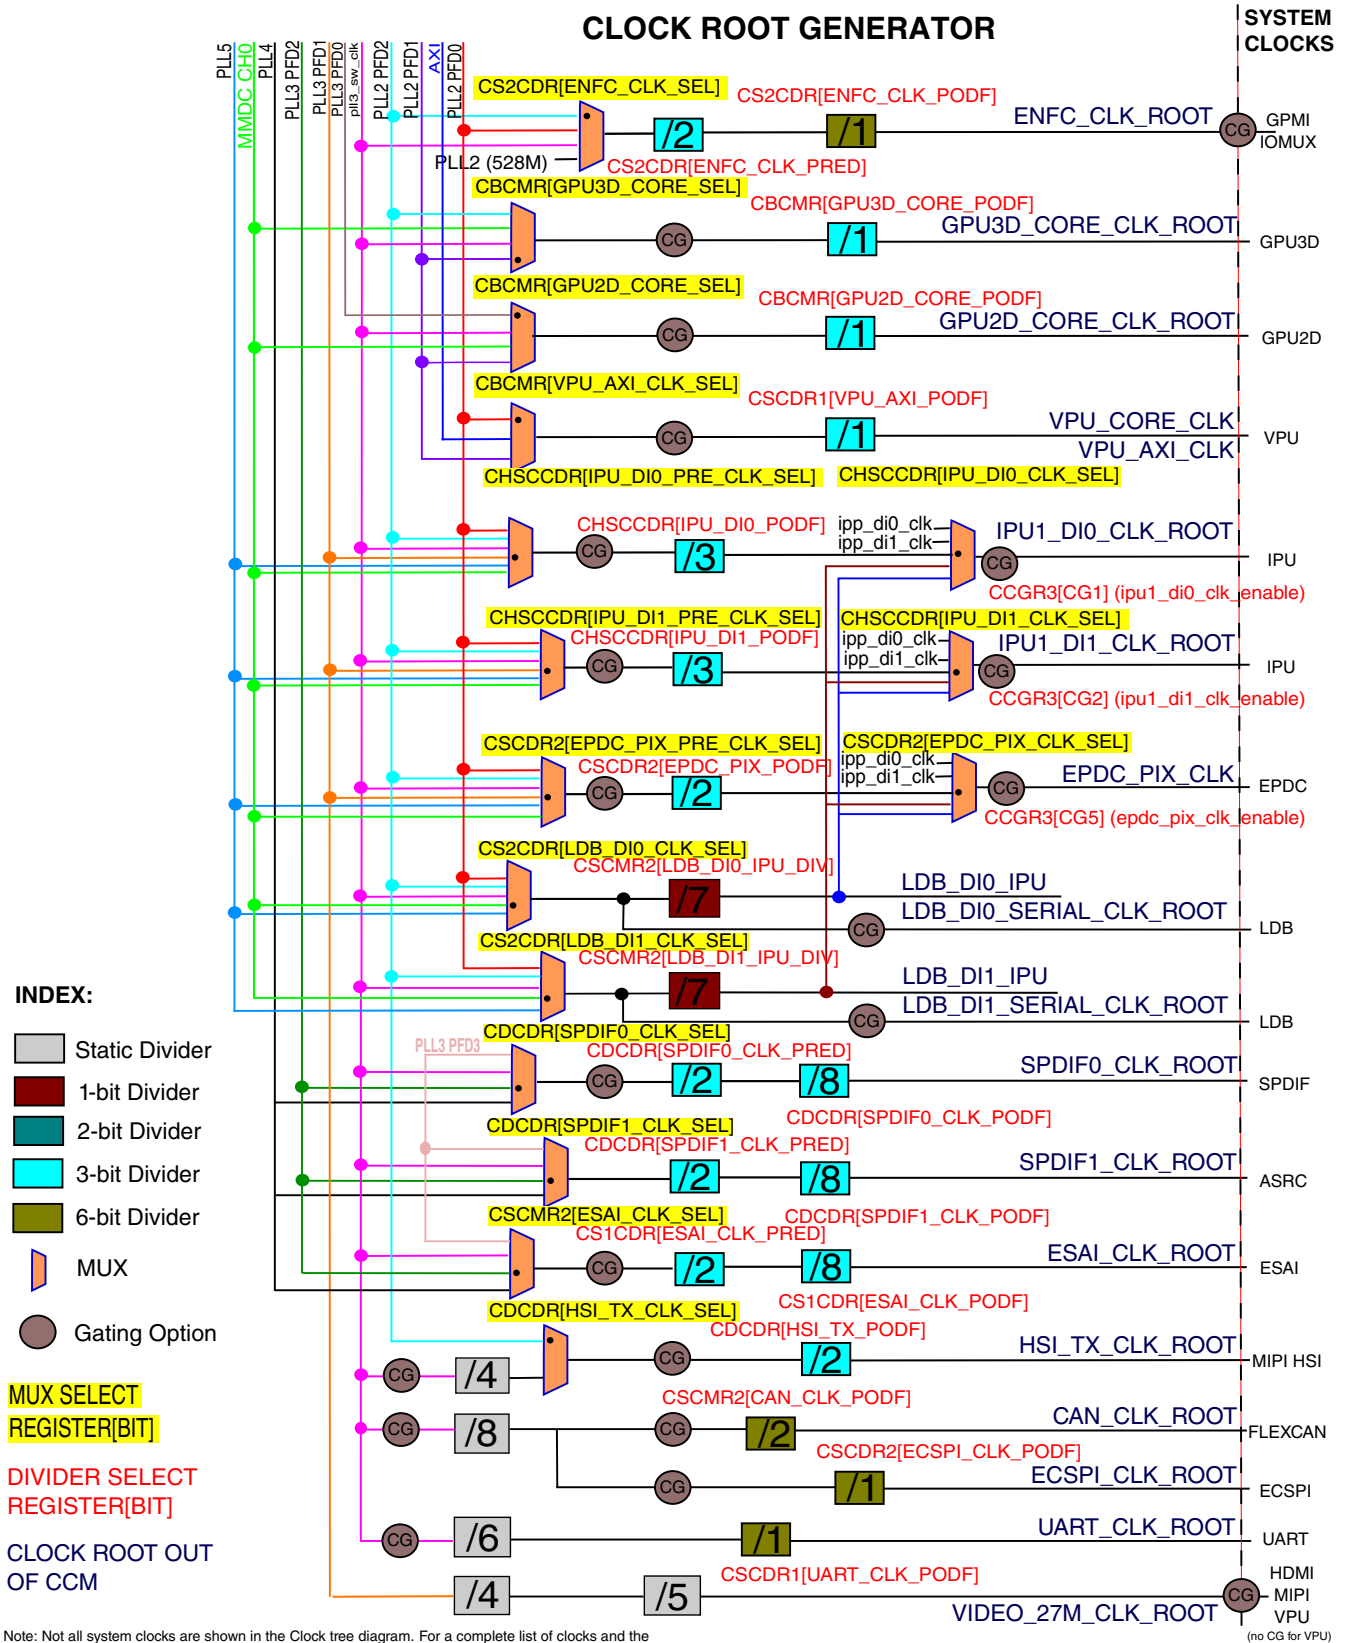 CLOCK ROOT GENERATOR
SYSTEM
CLOCKS
PLL5
MMDC CH0
PLL4
PLL3 PFD2
PLL3 PFD1
PLL3 PFD0
pll3_sw_clk
PLL2 PFD2
PLL2 PFD1
AXI
PLL2 PFD0
CS2CDR[ENFC_CLK_SEL]
CS2CDR[ENFC_CLK_PODF]
ENFC_CLK_ROOT
/2
/1
CG
GPMI
IOMUX
PLL2 (528M)
CS2CDR[ENFC_CLK_PRED]
CBCMR[GPU3D_CORE_SEL]
CBCMR[GPU3D_CORE_PODF]
GPU3D_CORE_CLK_ROOT
CG
/1
GPU3D
CBCMR[GPU2D_CORE_SEL]
CBCMR[GPU2D_CORE_PODF]
GPU2D_CORE_CLK_ROOT
CG
/1
GPU2D
CBCMR[VPU_AXI_CLK_SEL]
CSCDR1[VPU_AXI_PODF]
VPU_CORE_CLK
CG
/1
VPU
VPU_AXI_CLK
CHSCCDR[IPU_DI0_PRE_CLK_SEL]
CHSCCDR[IPU_DI0_CLK_SEL]
CHSCCDR[IPU_DI0_PODF]
ipp_di0_clk
ipp_di1_clk
IPU1_DI0_CLK_ROOT
CG
/3
CG
IPU
CCGR3[CG1] (ipu1_di0_clk_enable)
CHSCCDR[IPU_DI1_PRE_CLK_SEL]
CHSCCDR[IPU_DI1_CLK_SEL]
CHSCCDR[IPU_DI1_PODF]
ipp_di0_clk
ipp_di1_clk
IPU1_DI1_CLK_ROOT
CG
/3
CG
IPU
CCGR3[CG2] (ipu1_di1_clk_enable)
CSCDR2[EPDC_PIX_PRE_CLK_SEL]
CSCDR2[EPDC_PIX_CLK_SEL]
CSCDR2[EPDC_PIX_PODF]
ipp_di0_clk
ipp_di1_clk
EPDC_PIX_CLK
CG
/2
CG
EPDC
CCGR3[CG5] (epdc_pix_clk_enable)
CS2CDR[LDB_DI0_CLK_SEL]
CSCMR2[LDB_DI0_IPU_DIV]
/7
LDB_DI0_IPU
LDB_DI0_SERIAL_CLK_ROOT
CG
LDB
CS2CDR[LDB_DI1_CLK_SEL]
CSCMR2[LDB_DI1_IPU_DIV]
/7
LDB_DI1_IPU
LDB_DI1_SERIAL_CLK_ROOT
CG
LDB
CDCDR[SPDIF0_CLK_SEL]
PLL3 PFD3
CDCDR[SPDIF0_CLK_PRED]
SPDIF0_CLK_ROOT
CG
/2
/8
SPDIF
CDCDR[SPDIF0_CLK_PODF]
CDCDR[SPDIF1_CLK_SEL]
CDCDR[SPDIF1_CLK_PRED]
SPDIF1_CLK_ROOT
/2
/8
ASRC
CSCMR2[ESAI_CLK_SEL]
CDCDR[SPDIF1_CLK_PODF]
CS1CDR[ESAI_CLK_PRED]
ESAI_CLK_ROOT
CG
/2
/8
ESAI
CS1CDR[ESAI_CLK_PODF]
CDCDR[HSI_TX_CLK_SEL]
CDCDR[HSI_TX_PODF]
HSI_TX_CLK_ROOT
CG
/4
CG
/2
MIPI HSI
CSCMR2[CAN_CLK_PODF]
CAN_CLK_ROOT
CG
/8
CG
/2
FLEXCAN
CSCDR2[ECSPI_CLK_PODF]
ECSPI_CLK_ROOT
CG
/1
ECSPI
UART_CLK_ROOT
CG
/6
/1
UART
CSCDR1[UART_CLK_PODF]
/4
/5
VIDEO_27M_CLK_ROOT
CG
HDMI
MIPI
VPU
(no CG for VPU)
INDEX:
Static Divider
1-bit Divider
2-bit Divider
3-bit Divider
6-bit Divider
MUX
Gating Option
MUX SELECT
REGISTER[BIT]
DIVIDER SELECT
REGISTER[BIT]
CLOCK ROOT OUT
OF CCM
Note: Not all system clocks are shown in the Clock tree diagram. For a complete list of clocks and the